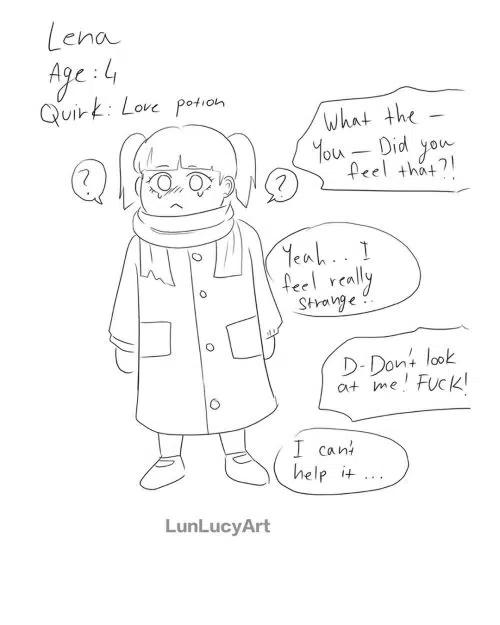 Lena
Age: 4
Quirk: Love potion
?
?
What the —
You — Did you
feel that?!
Yeah.. I
feel really
strange..
D-Don't look
at me! FUCK!
I can't
help it...
LunLucyArt